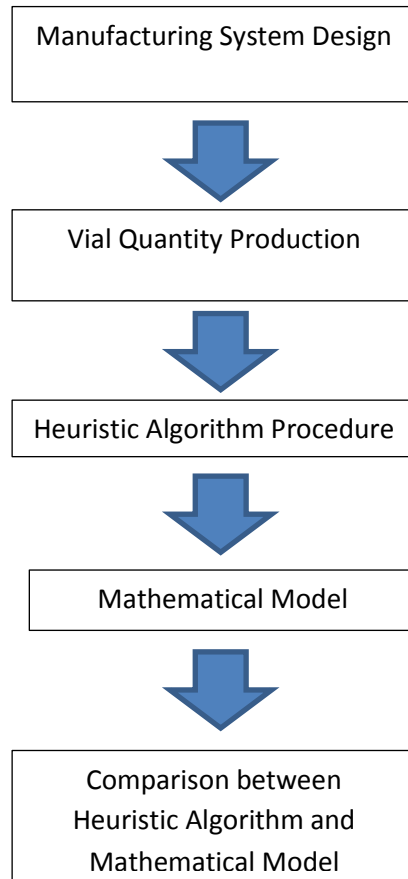 Manufacturing System Design
Vial Quantity Production
Heuristic Algorithm Procedure
Mathematical Model
Comparison between
Heuristic Algorithm and
Mathematical Model